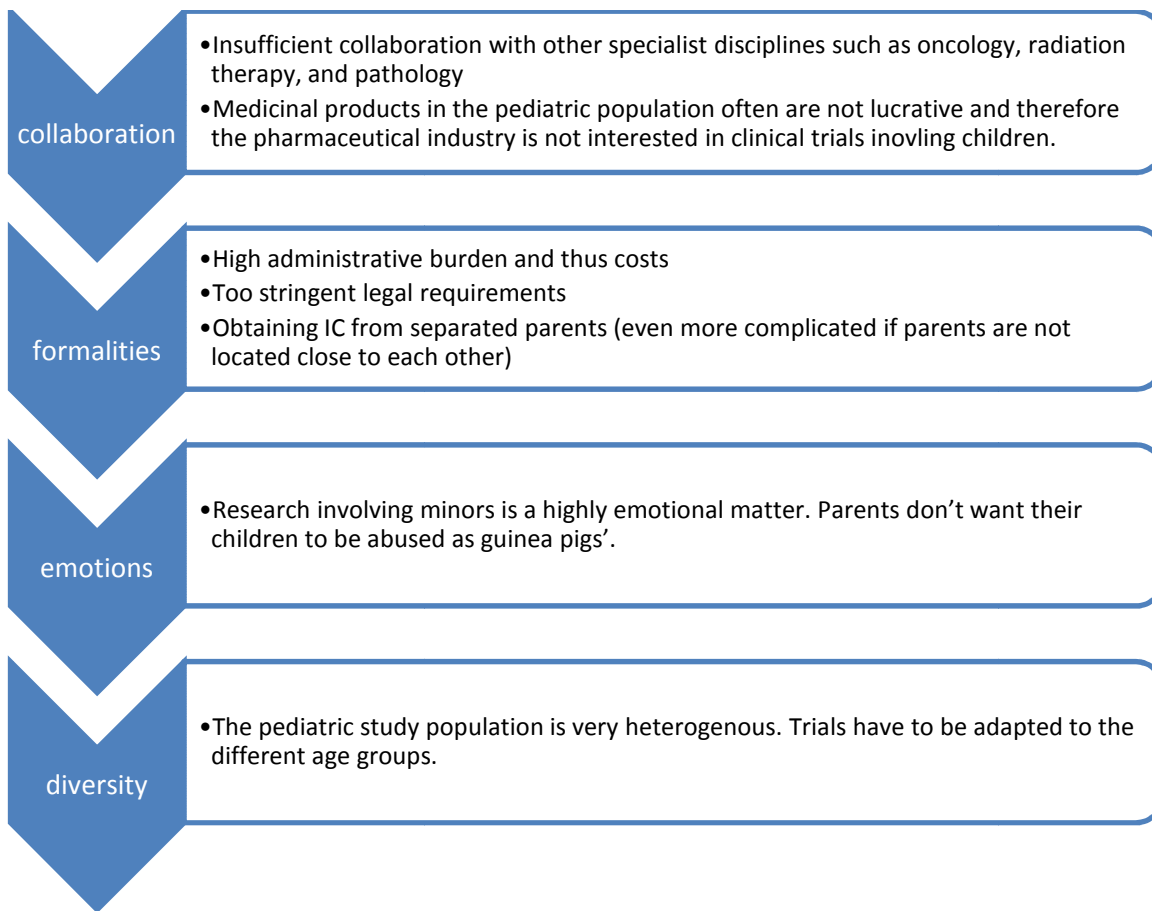 collaboration
•Insufficient collaboration with other specialist disciplines such as oncology, radiation
therapy, and pathology
•Medicinal products in the pediatric population often are not lucrative and therefore
the pharmaceutical industry is not interested in clinical trials inovling children.
formalities
•High administrative burden and thus costs
•Too stringent legal requirements
•Obtaining IC from separated parents (even more complicated if parents are not
located close to each other)
emotions
•Research involving minors is a highly emotional matter. Parents don’t want their
children to be abused as guinea pigs’.
diversity
•The pediatric study population is very heterogenous. Trials have to be adapted to the
different age groups.